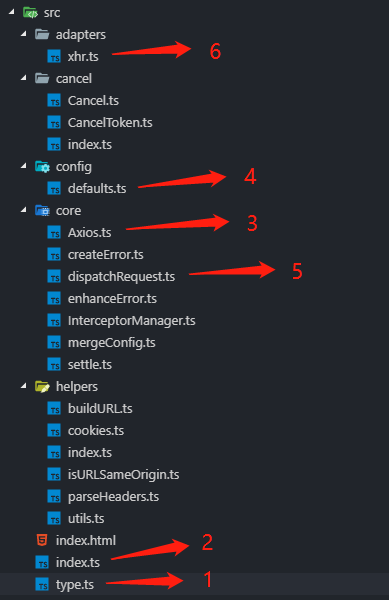 src
adapters
TS xhr.ts 6
cancel
TS Cancel.ts
TS CancelToken.ts
TS index.ts
config
TS defaults.ts 4
core
TS Axios.ts 3
TS createError.ts
TS dispatchRequest.ts 5
TS enhanceError.ts
TS InterceptorManager.ts
TS mergeConfig.ts
TS settle.ts
helpers
TS buildURL.ts
TS cookies.ts
TS index.ts
TS isURLSameOrigin.ts
TS parseHeaders.ts
TS utils.ts
index.html
TS index.ts 2
TS type.ts 1